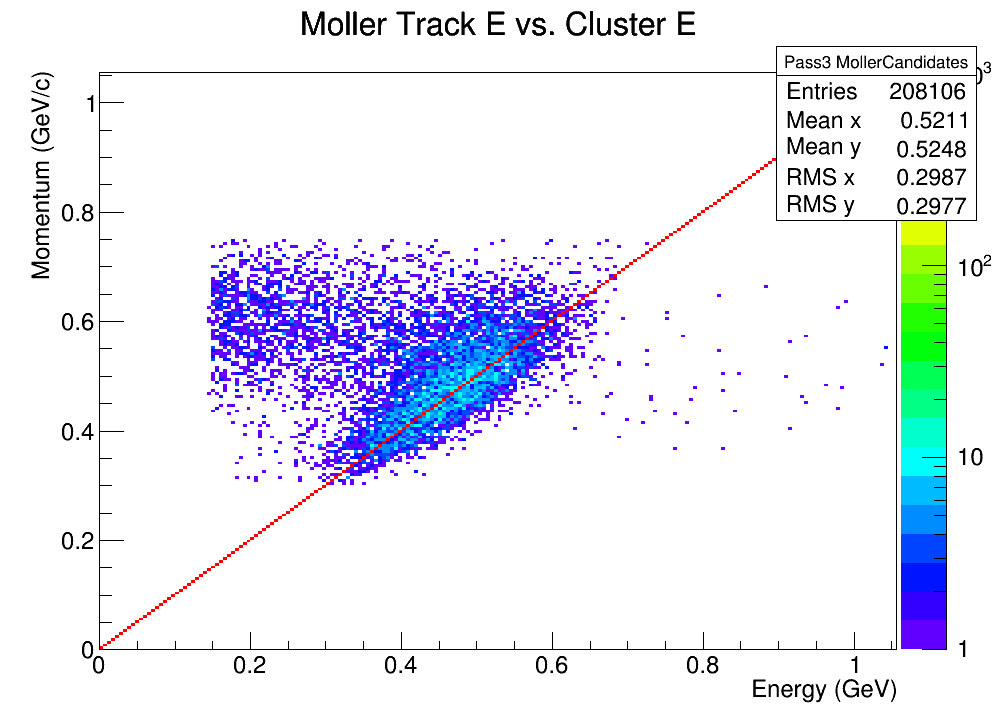 Moller Track E vs. Cluster E
Momentum (GeV/c)
Pass3 MollerCandidates
Entries 208106
Mean x 0.5211
Mean y 0.5248
RMS x 0.2987
RMS y 0.2977
1
0.8
0.6
0.4
0.2
0
0 0.2 0.4 0.6 0.8 1
Energy (GeV)
10²
10
1